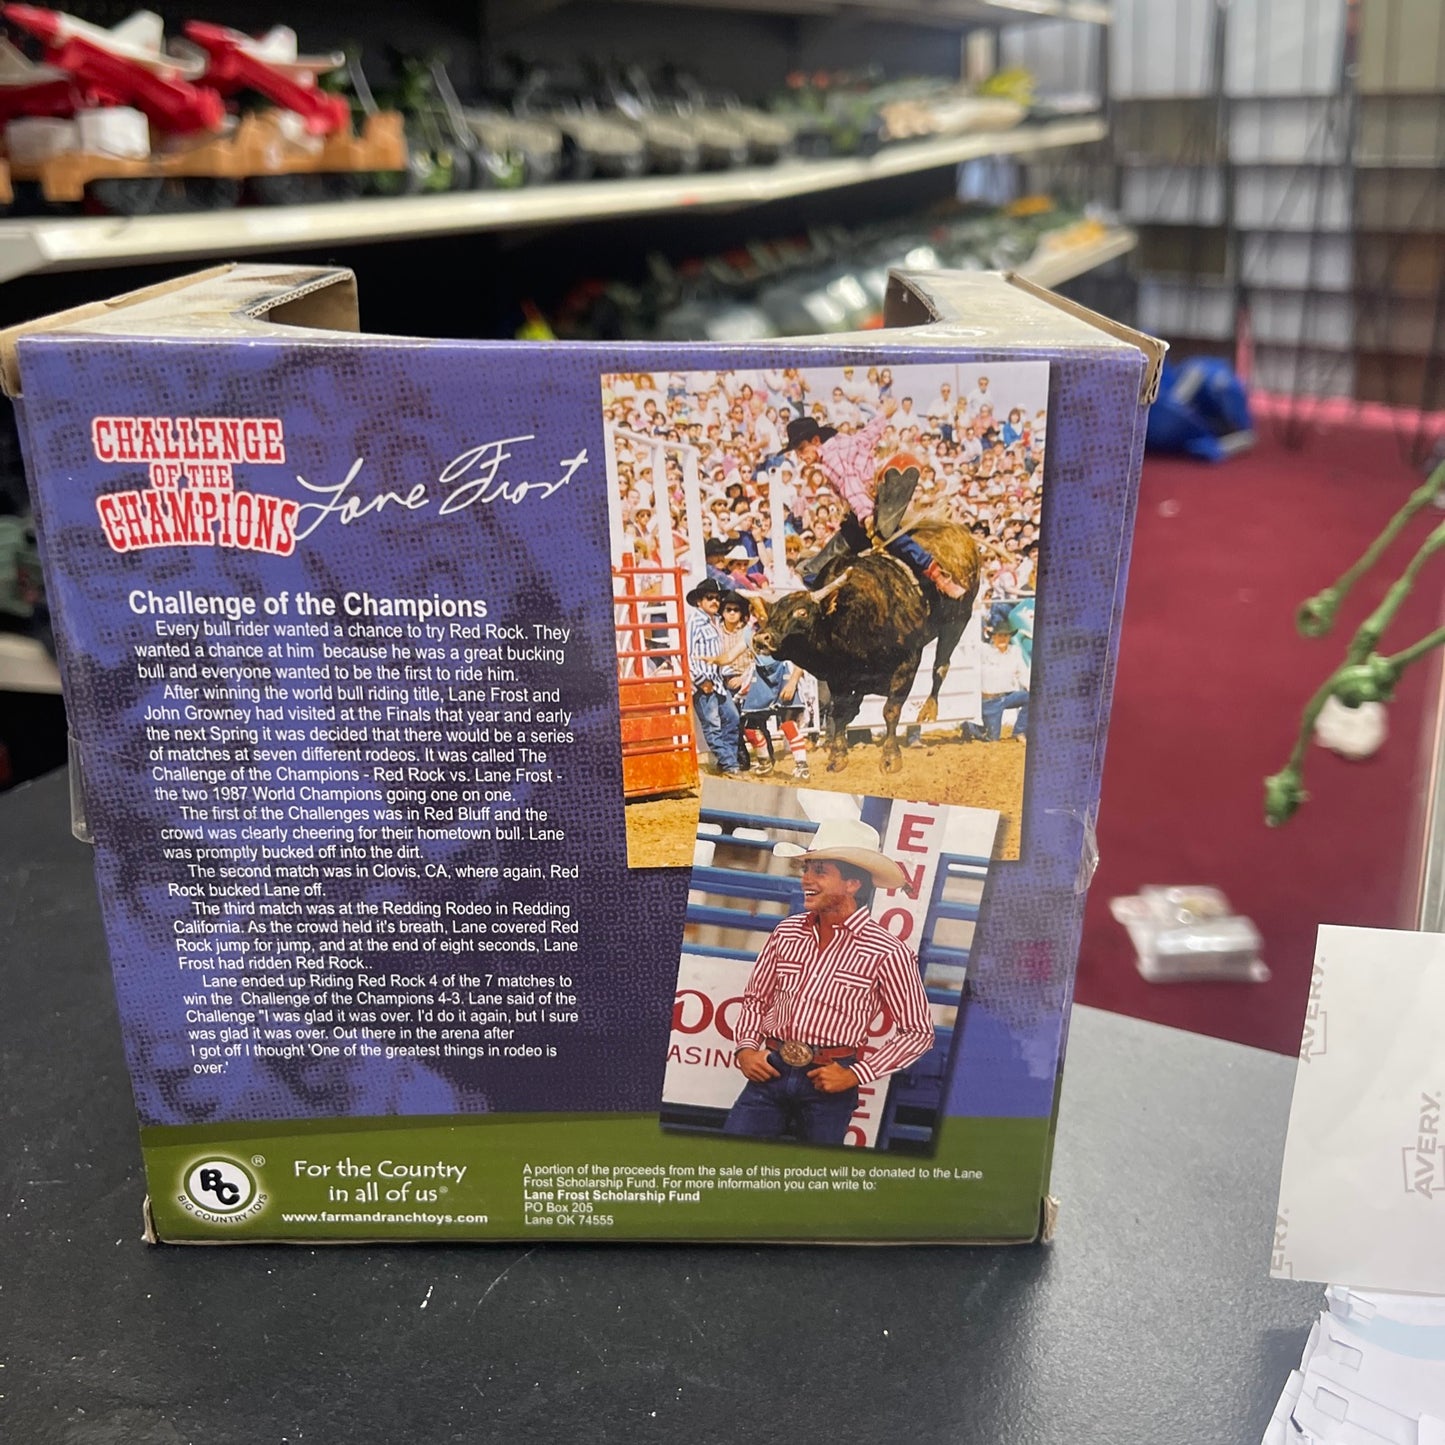 CHALLENGE
OF THE
CHAMPIONS
Lane Frost
Challenge of the Champions
Every bull rider wanted a chance to try Red Rock. They
wanted a chance at him because he was a great bucking
bull and everyone wanted to be the first to ride him.
After winning the world bull riding title, Lane Frost and
John Growney had visited at the Finals that year and early
the next Spring it was decided that there would be a series
of matches at seven different rodeos. It was called The
Challenge of the Champions - Red Rock vs. Lane Frost -
the two 1987 World Champions going one on one.
The first of the Challenges was in Red Bluff and the
crowd was clearly cheering for their hometown bull. Lane
was promptly bucked off into the dirt.
The second match was in Clovis, CA, where again, Red
Rock bucked Lane off.
The third match was at the Redding Rodeo in Redding
California. As the crowd held it's breath, Lane covered Red
Rock jump for jump, and at the end of eight seconds, Lane
Frost had ridden Red Rock..
Lane ended up Riding Red Rock 4 of the 7 matches to
win the Challenge of the Champions 4-3. Lane said of the
Challenge "I was glad it was over. I'd do it again, but I sure
was glad it was over. Out there in the arena after
I got off I thought 'One of the greatest things in rodeo is
over.'
ENO
ASINO
BC
BIG COUNTRY TOYS
®
For the Country
in all of us®
www.farmandranchtoys.com
A portion of the proceeds from the sale of this product will be donated to the Lane
Frost Scholarship Fund. For more information you can write to:
Lane Frost Scholarship Fund
PO Box 205
Lane OK 74555
AVERY.
AVERY.
ERY.